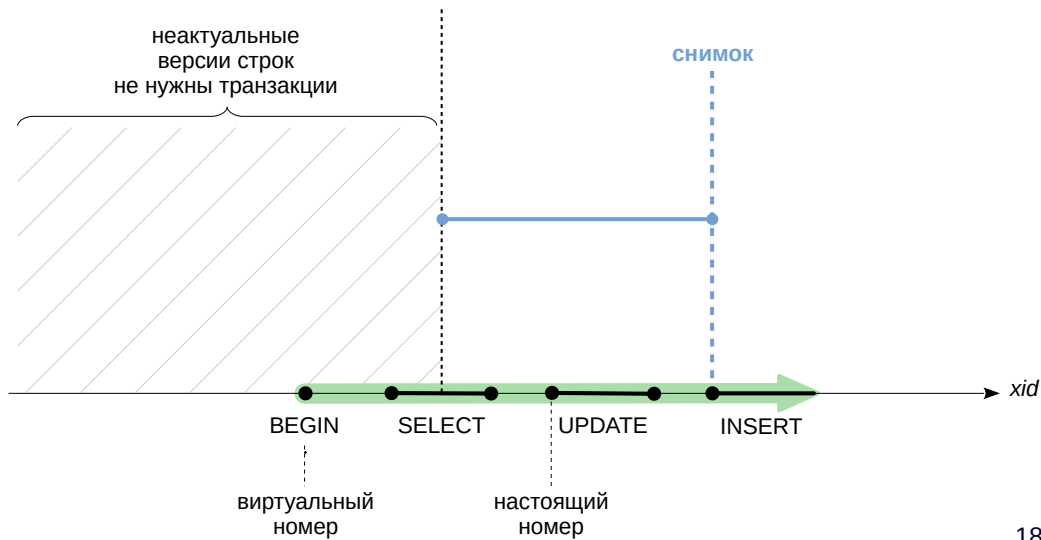 неактуальные
версии строк
не нужны транзакции
снимок
xid
BEGIN
SELECT
UPDATE
INSERT
виртуальный
номер
настоящий
номер
18